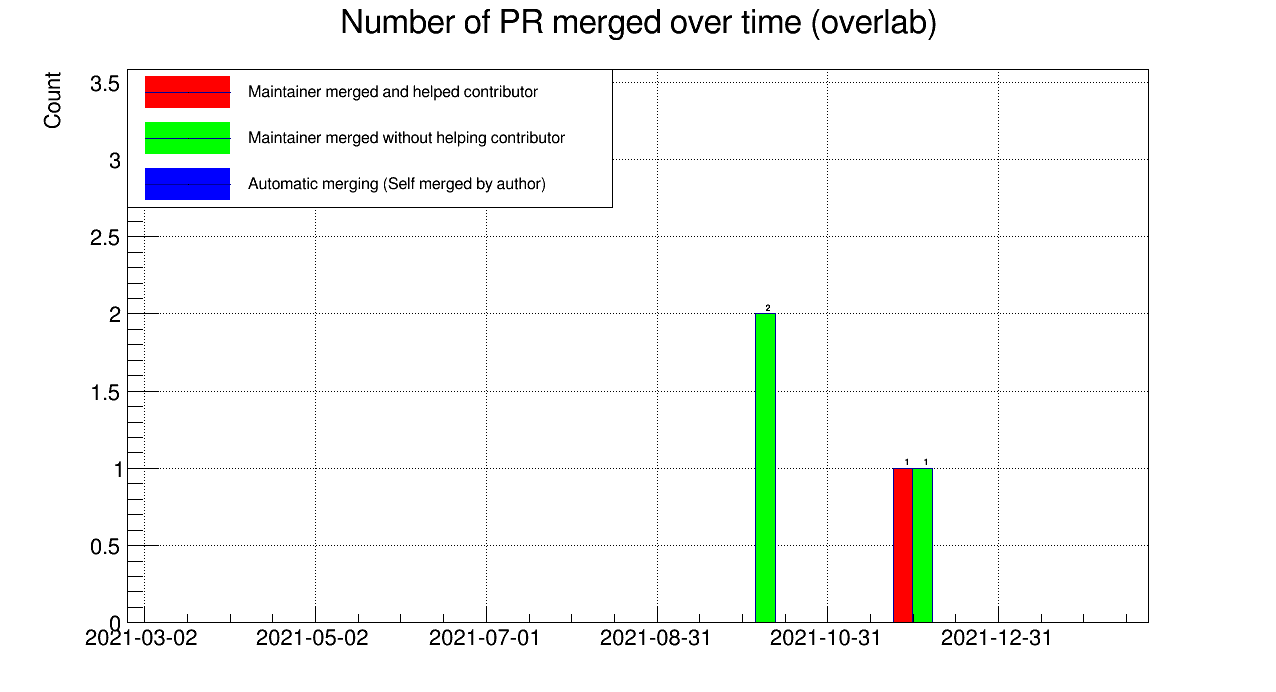 Number of PR merged over time (overlab)
Count
3.5
3
2.5
2
1.5
1
0.5
0
Maintainer merged and helped contributor
Maintainer merged without helping contributor
Automatic merging (Self merged by author)
2
1 1
2021-03-02 2021-05-02 2021-07-01 2021-08-31 2021-10-31 2021-12-31